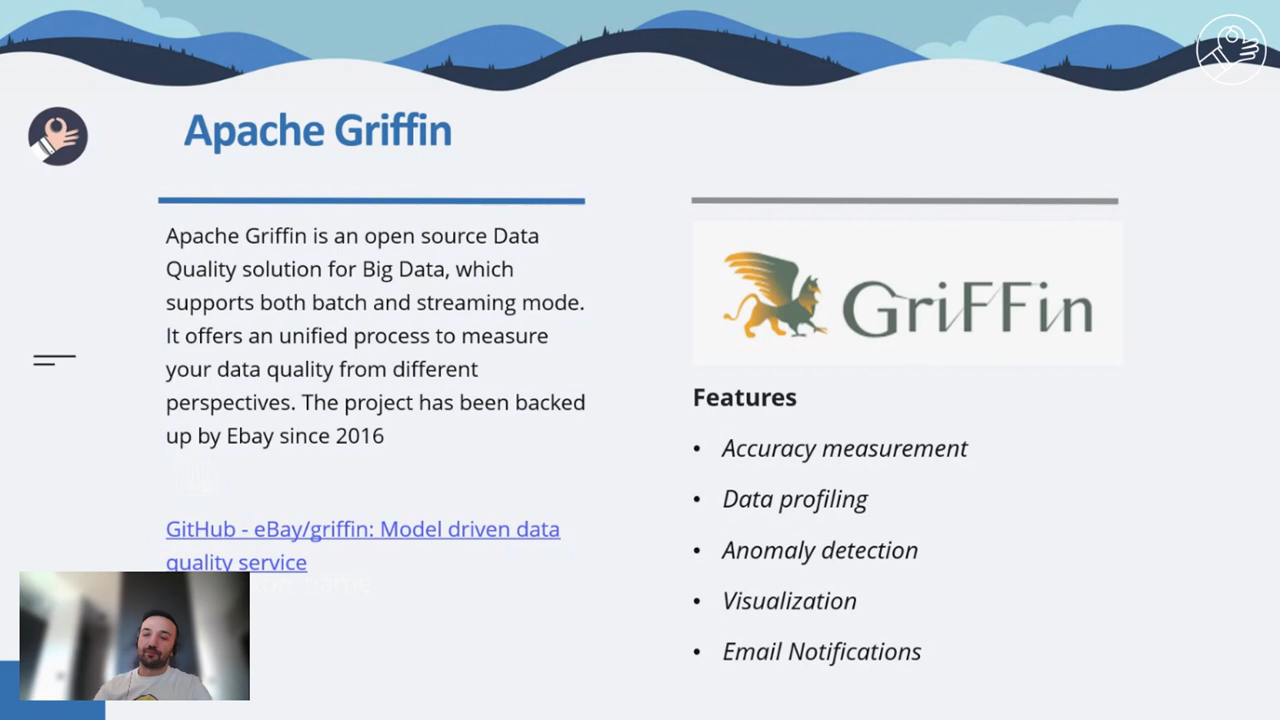 Apache Griffin
Apache Griffin is an open source Data
Quality solution for Big Data, which
supports both batch and streaming mode.
It offers an unified process to measure
your data quality from different
perspectives. The project has been backed
up by Ebay since 2016
GitHub - eBay/griffin: Model driven data
quality service
name
GriFFin
Features
• Accuracy measurement
• Data profiling
• Anomaly detection
• Visualization
• Email Notifications